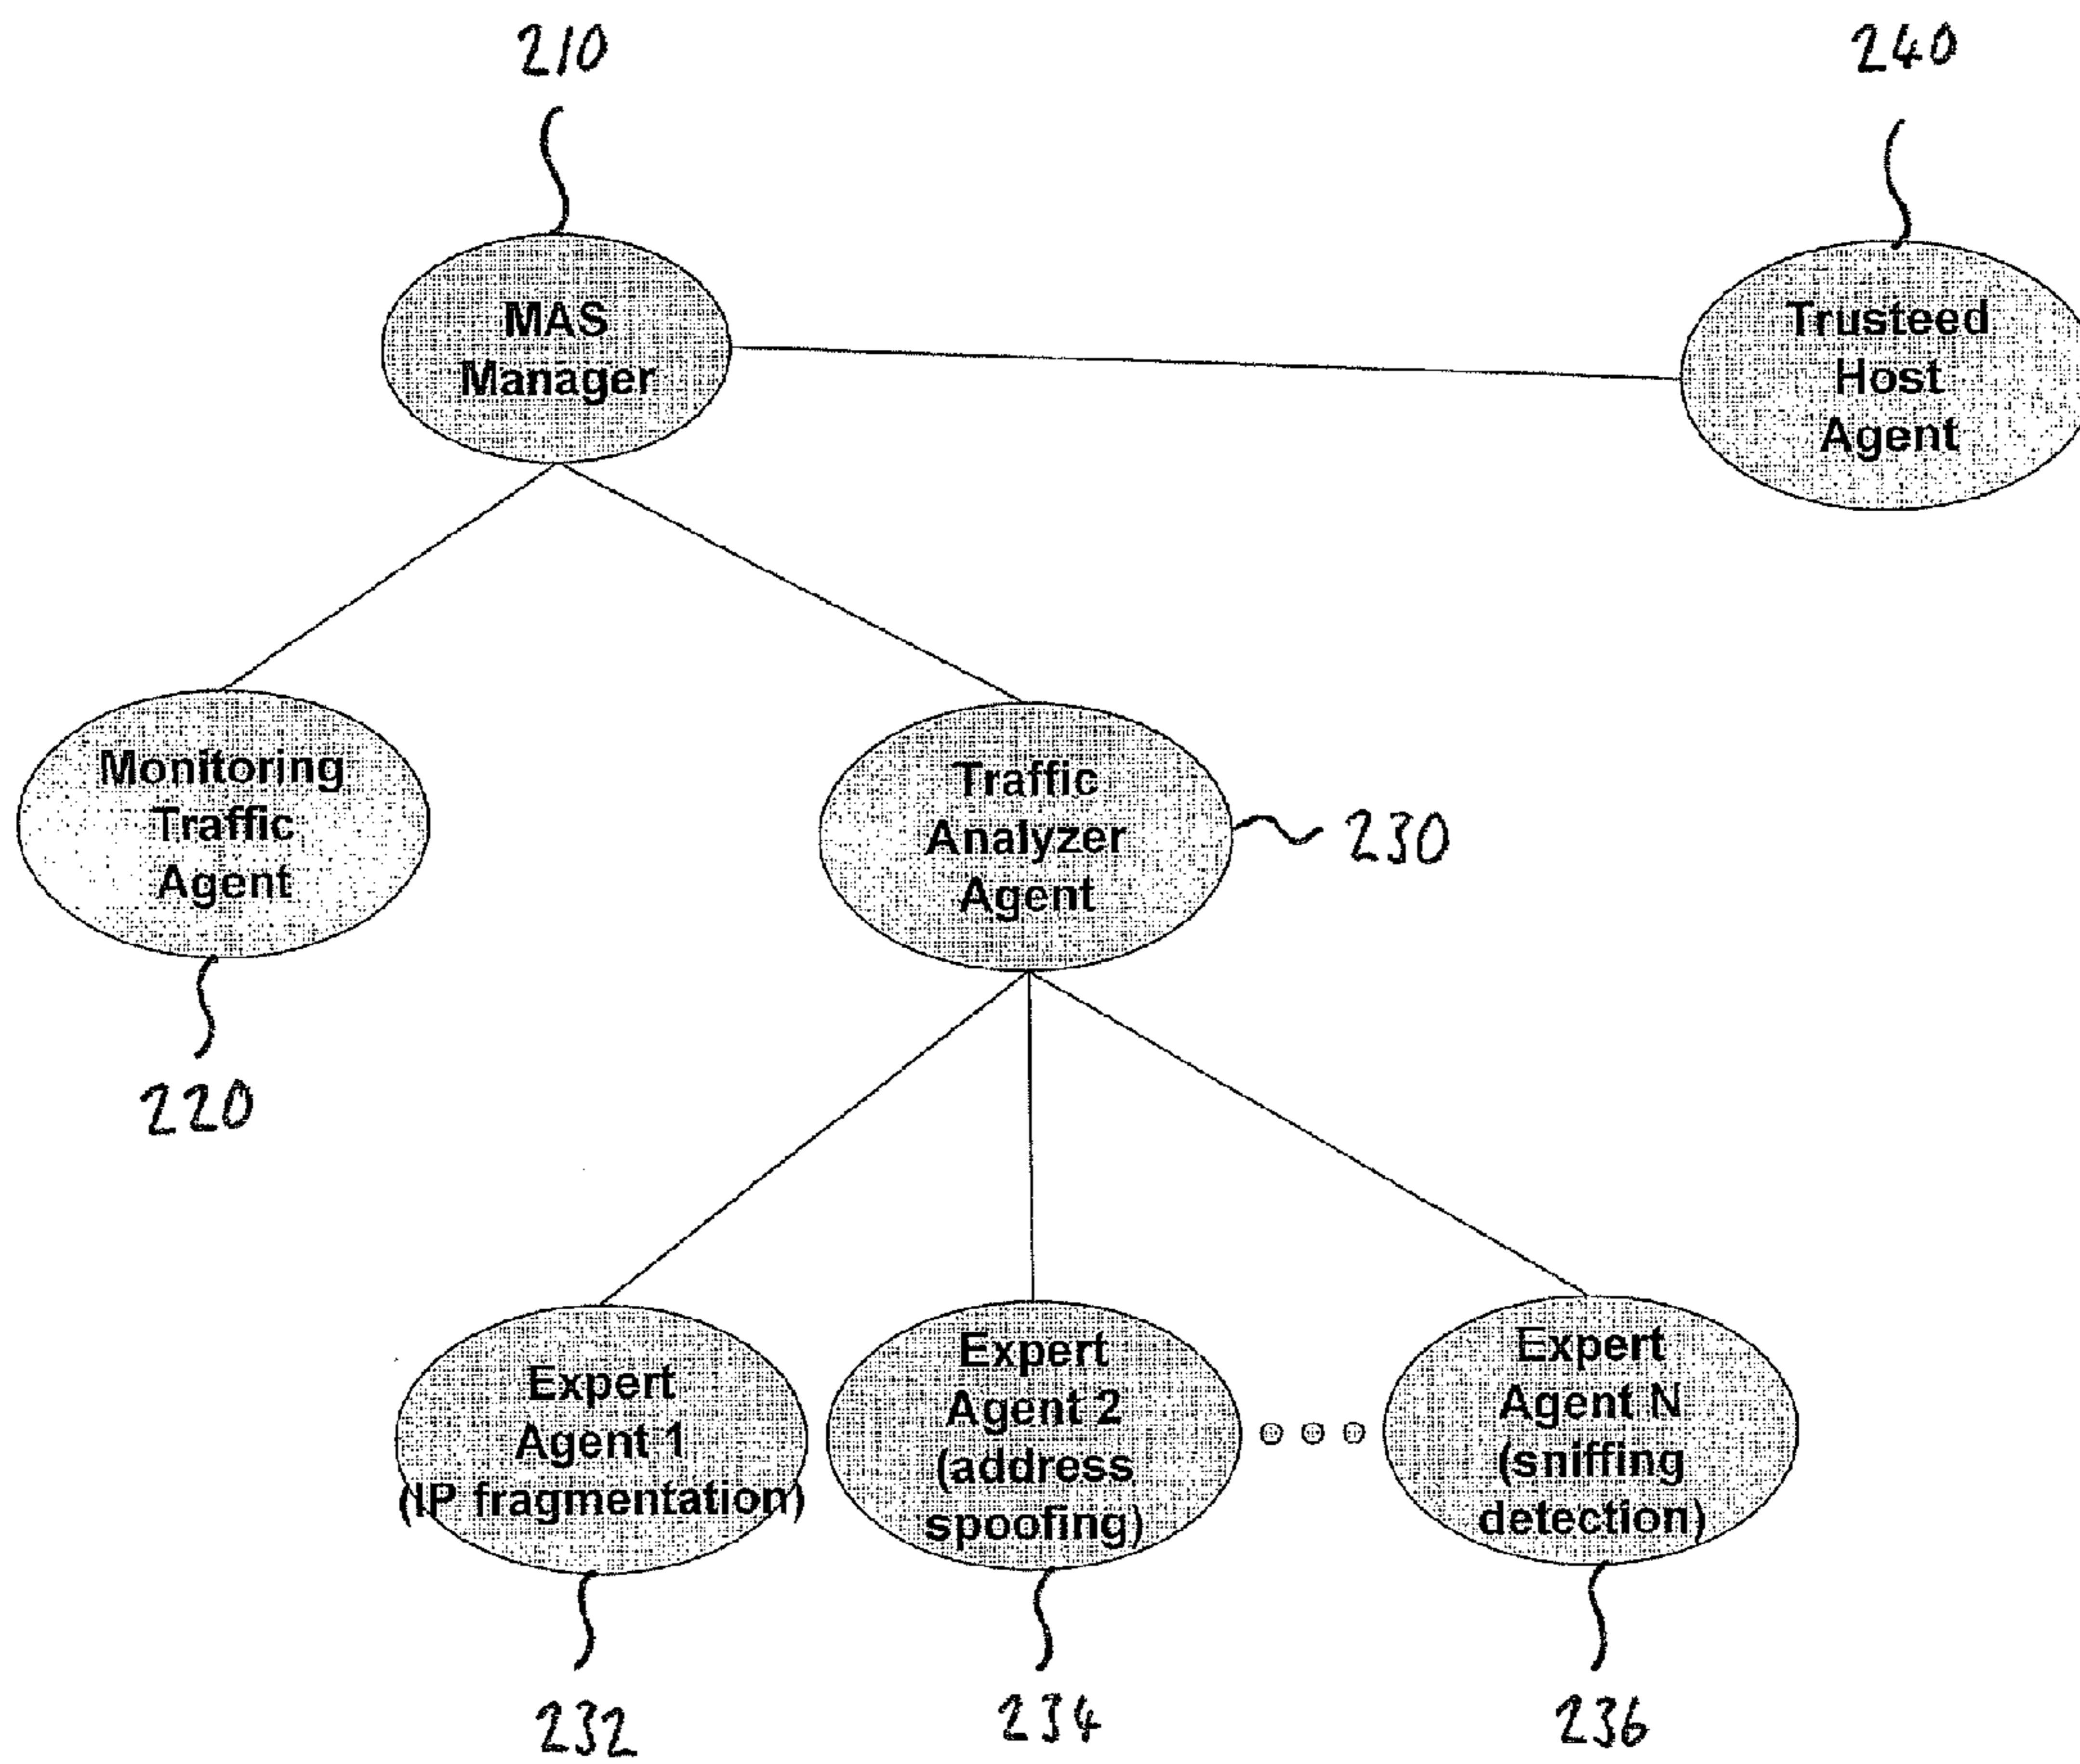 210
240
MAS
Manager
Trusteed
Host
Agent
Monitoring
Traffic
Agent
Traffic
Analyzer
Agent
230
220
Expert
Agent 1
(IP fragmentation)
Expert
Agent 2
(address
spoofing)
Expert
Agent N
(sniffing
detection)
232
234
236